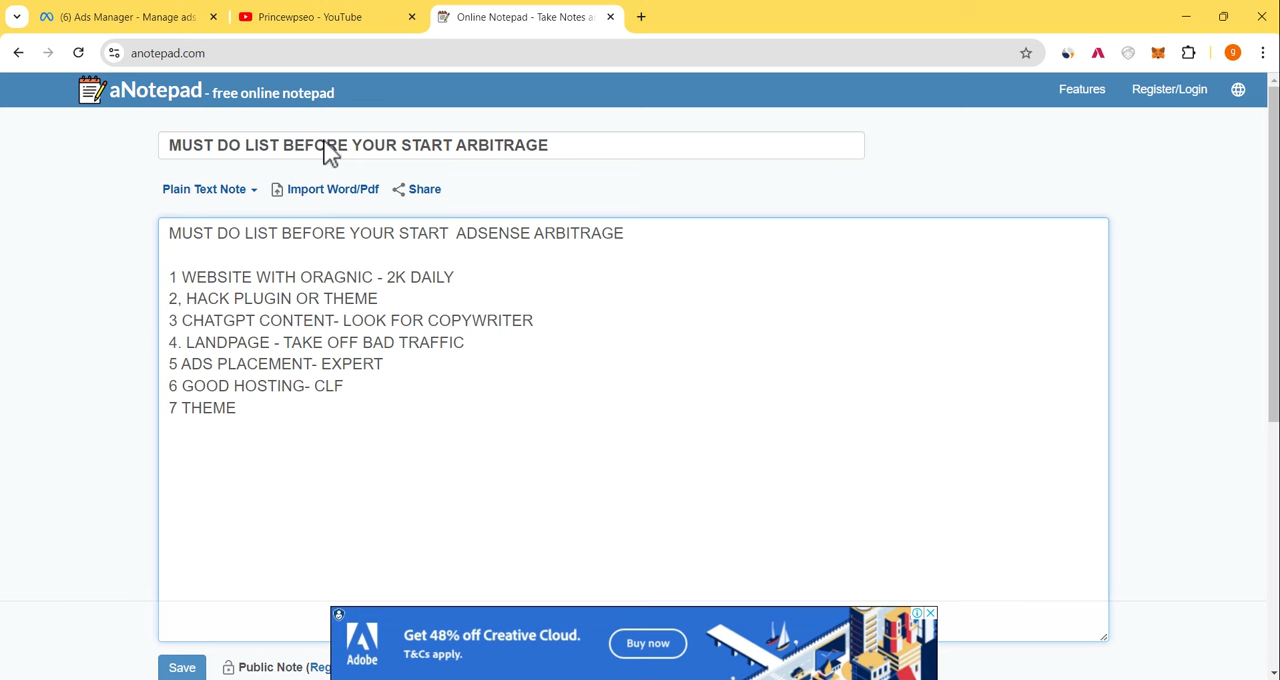 (6) Ads Manager - Manage ads
Princewpseo - YouTube
Online Notepad - Take Notes a
anotepad.com
g
aNotepad - free online notepad
Features
Register/Login
MUST DO LIST BEFORE YOUR START ARBITRAGE
Plain Text Note
Import Word/Pdf
Share
MUST DO LIST BEFORE YOUR START  ADSENSE ARBITRAGE
1 WEBSITE WITH ORAGNIC - 2K DAILY
2, HACK PLUGIN OR THEME
3 CHATGPT CONTENT- LOOK FOR COPYWRITER
4. LANDPAGE - TAKE OFF BAD TRAFFIC
5 ADS PLACEMENT- EXPERT
6 GOOD HOSTING- CLF
7 THEME
Adobe
Get 48% off Creative Cloud.
T&Cs apply.
Buy now
Save
Public Note (Reg